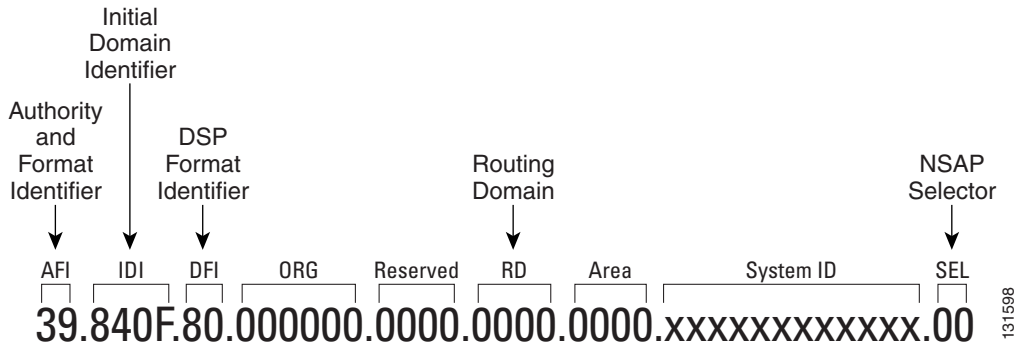 Initial
Domain
Identifier
Authority
and
Format
Identifier
DSP
Format
Identifier
Routing
Domain
NSAP
Selector
AFI IDI DFI ORG Reserved RD Area System ID SEL
39.840F.80.000000.0000.0000.0000.xxxxxxxxxxxx.00
131598